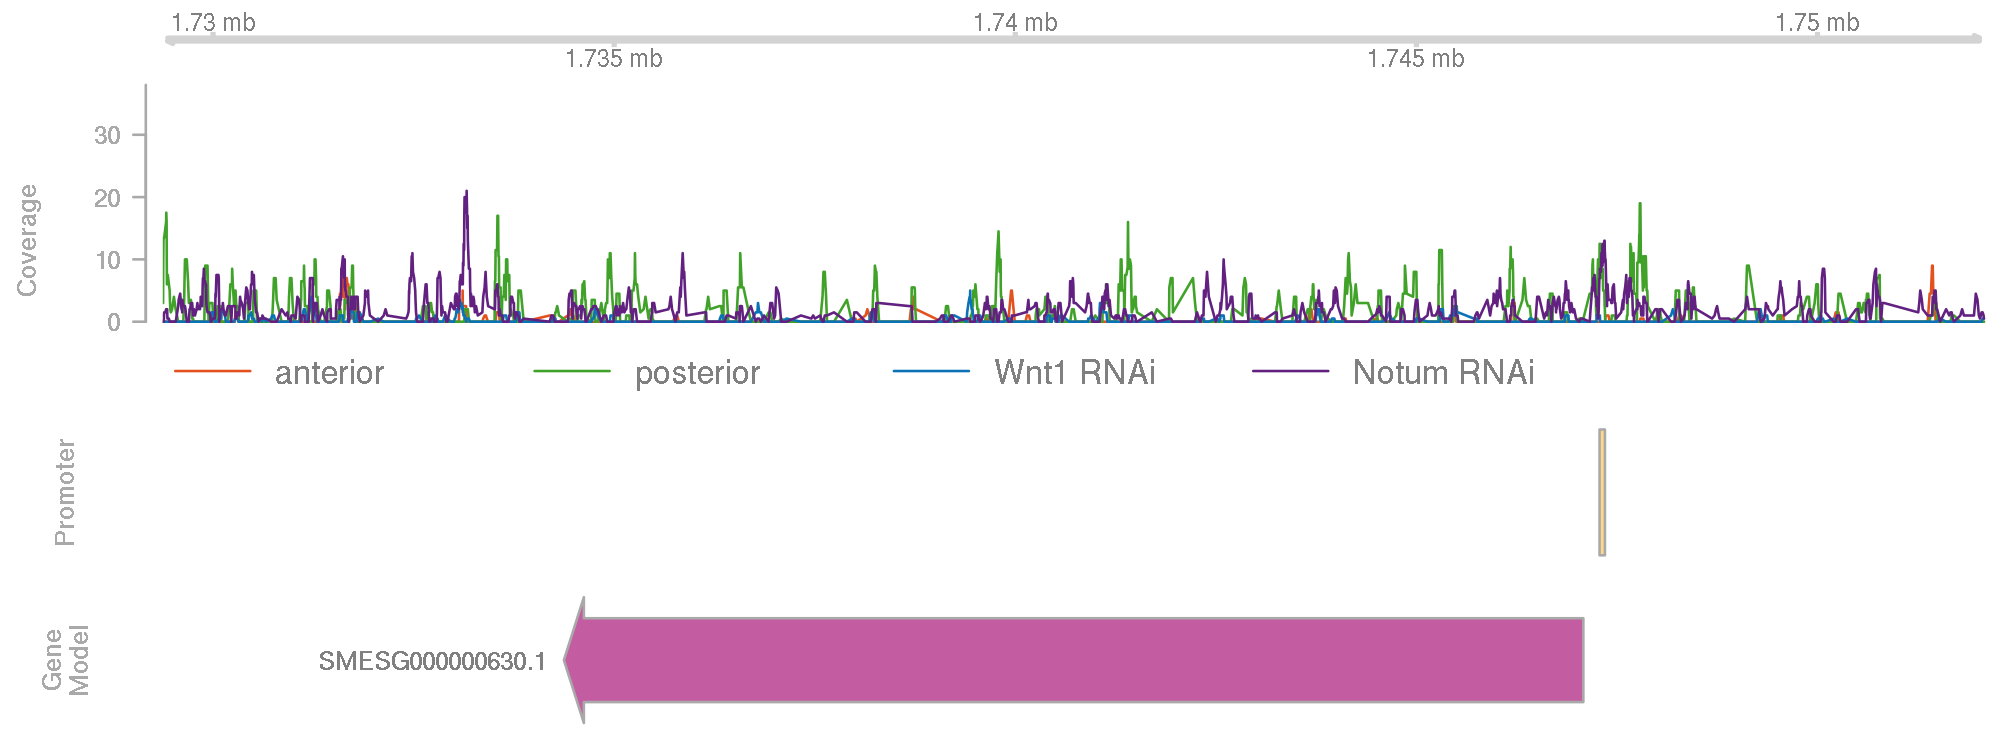 1.73 mb
1.74 mb
1.75 mb
1.735 mb
1.745 mb
Coverage
30
20
10
0
anterior
posterior
Wnt1 RNAi
Notum RNAi
Promoter
0
Gene
Model
SMESG000000630.1